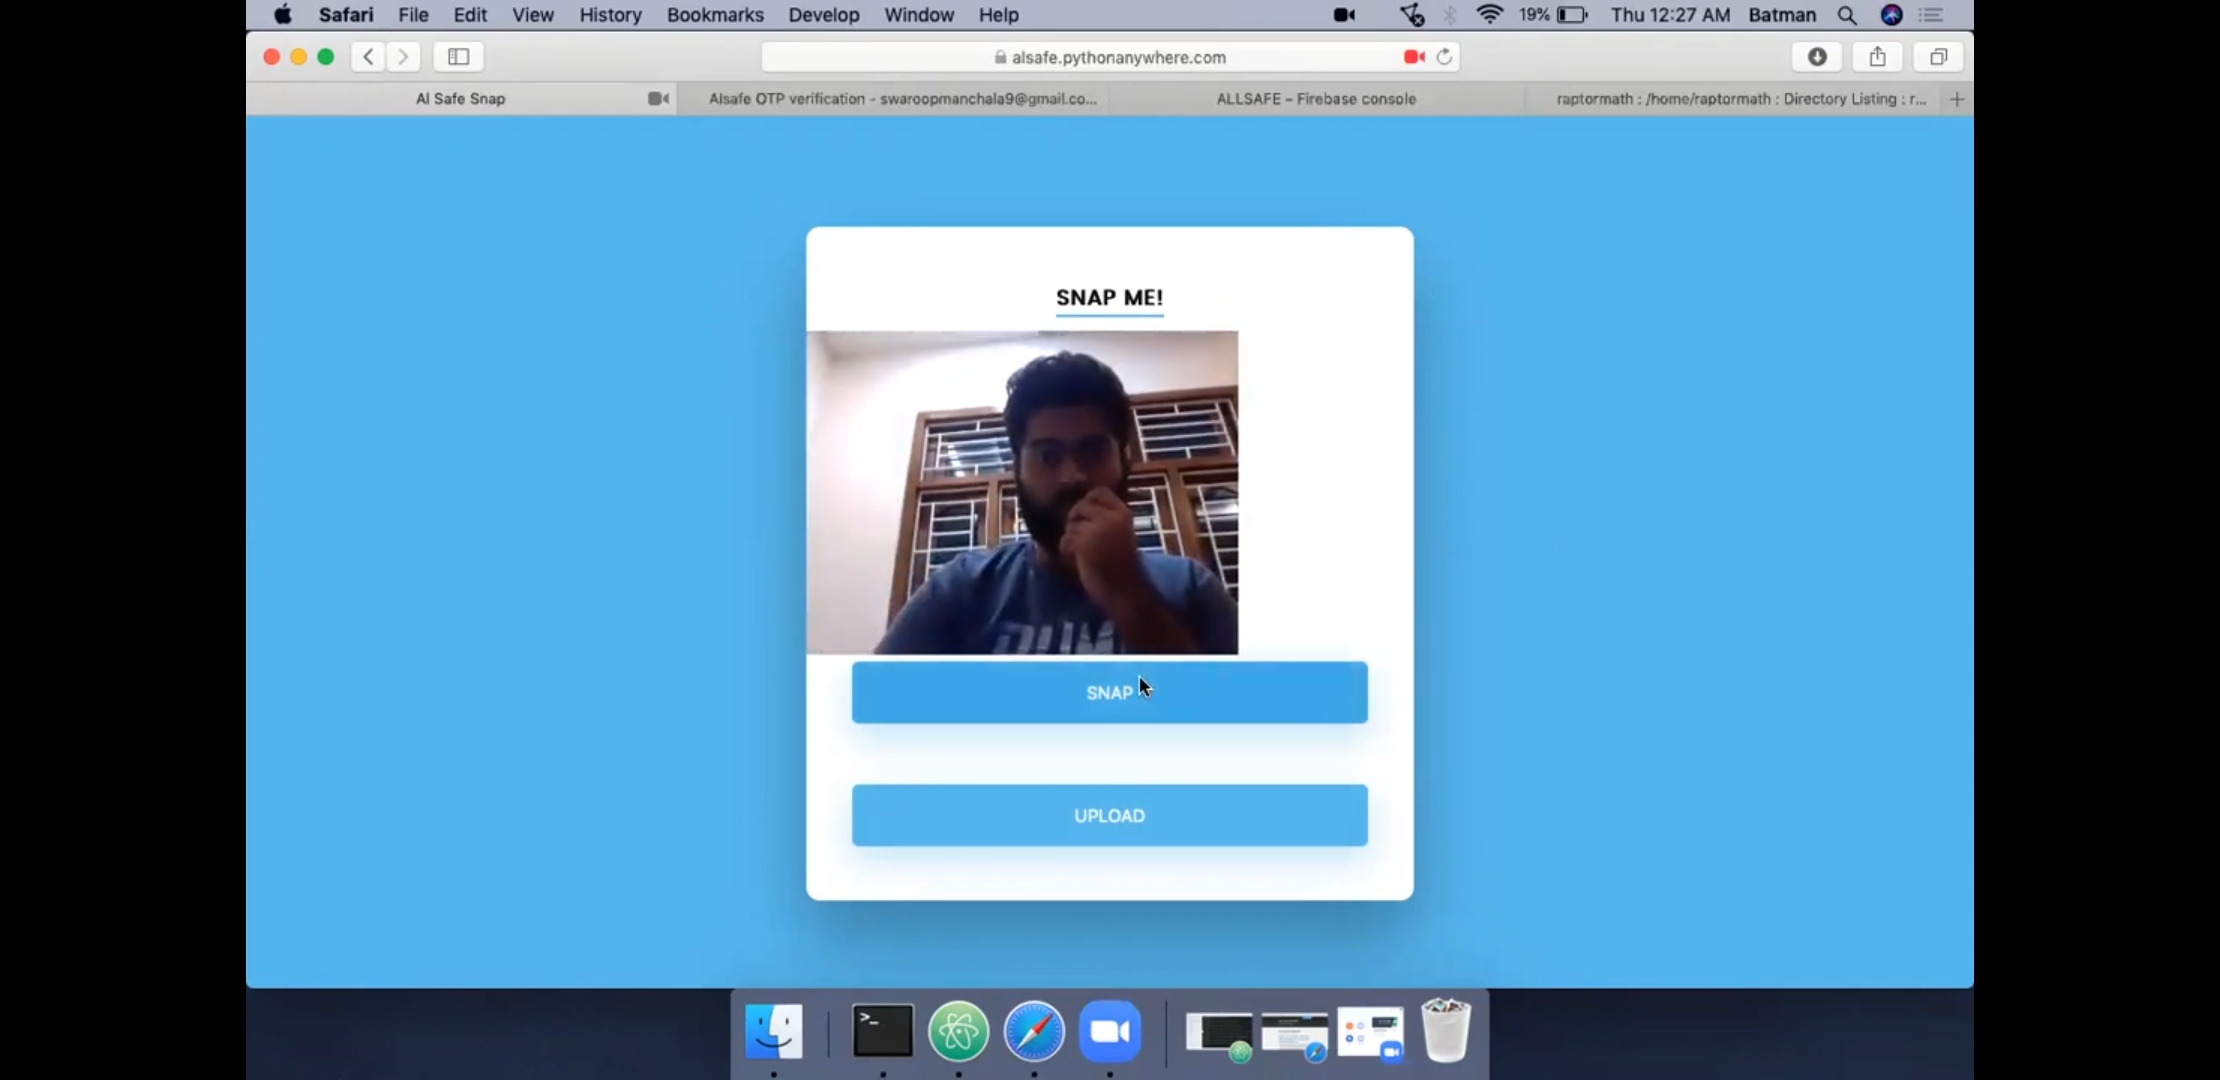 Safari File Edit View History Bookmarks Develop Window Help 19% Thu 12:27 AM Batman
alsafe.pythonanywhere.com
AI Safe Snap Alsafe OTP verification - swaroopmanchala9@gmail.co... ALLSAFE – Firebase console raptormath : /home/raptormath : Directory Listing : r...
SNAP ME!
SNAP
UPLOAD